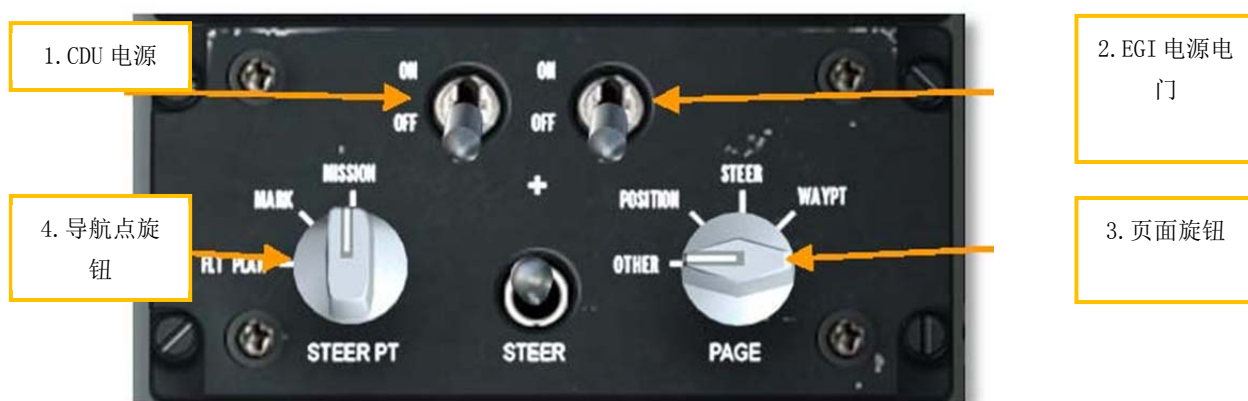 1.CDU 电源
2.EGI 电源电
门
ON
OFF
ON
OFF
4.导航点旋
钮
3.页面旋钮
FLT PLAN
MARK
MISSION
+
OTHER
POSITION
STEER
WAYPT
STEER PT
STEER
PAGE